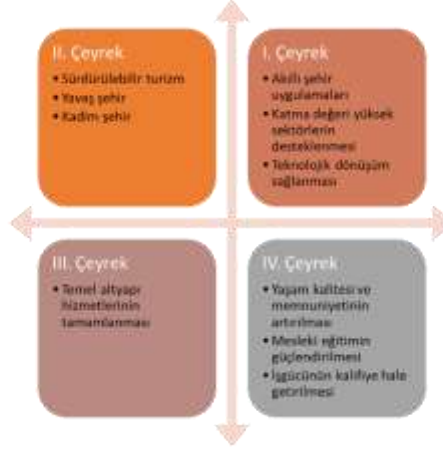 II. Çeyrek
• Sürdürülebilir turizm
• Yavaş şehir
• Kadim şehir
I. Çeyrek
• Akıllı şehir
uygulamaları
• Katma değeri yüksek
sektörlerin
desteklenmesi
• Teknolojik dönüşüm
sağlanması
III. Çeyrek
• Temel altyapı
hizmetlerinin
tamamlanması
IV. Çeyrek
• Yaşam kalitesi ve
memnuniyetinin
artırılması
• Mesleki eğitimin
güçlendirilmesi
• İşgücünün kalifiye hale
getirilmesi